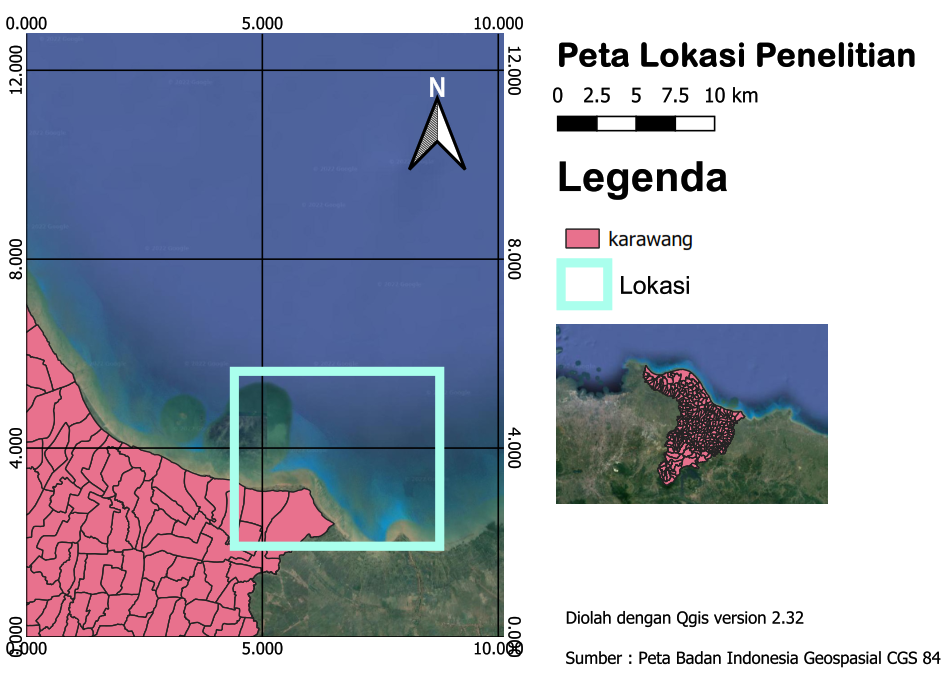 0.000 5.000 10.000
12.000 12.000
N
8.000 8.000
4.000 4.000
0.000 0.000
0.000 5.000 10.000
Peta Lokasi Penelitian
0 2.5 5 7.5 10 km
Legenda
karawang
Lokasi
Diolah dengan Qgis version 2.32
Sumber : Peta Badan Indonesia Geospasial CGS 84